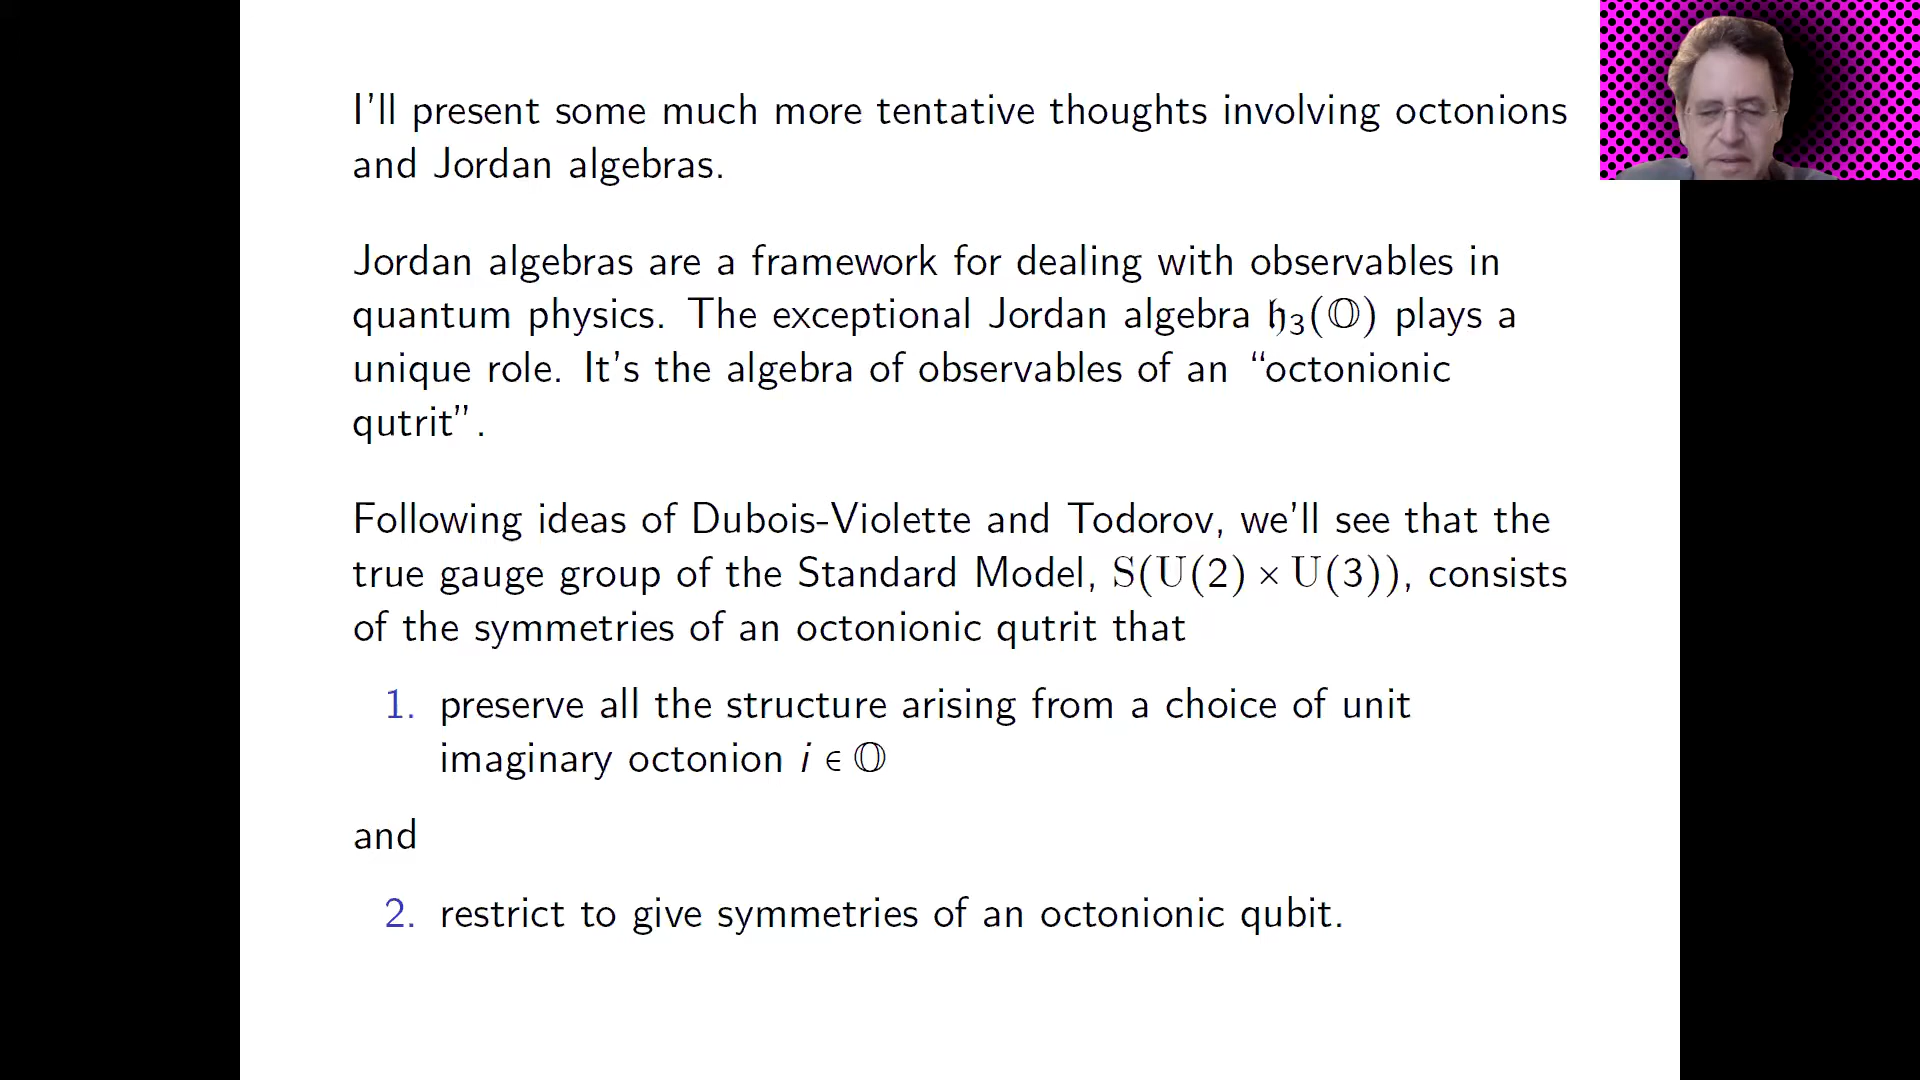 I'll present some much more tentative thoughts involving octonions
and Jordan algebras.
Jordan algebras are a framework for dealing with observables in
quantum physics. The exceptional Jordan algebra 𝔥₃(𝕆) plays a
unique role. It's the algebra of observables of an “octonionic
qutrit”.
Following ideas of Dubois-Violette and Todorov, we'll see that the
true gauge group of the Standard Model, S(U(2) × U(3)), consists
of the symmetries of an octonionic qutrit that
1. preserve all the structure arising from a choice of unit
imaginary octonion i ∈ 𝕆
and
2. restrict to give symmetries of an octonionic qubit.